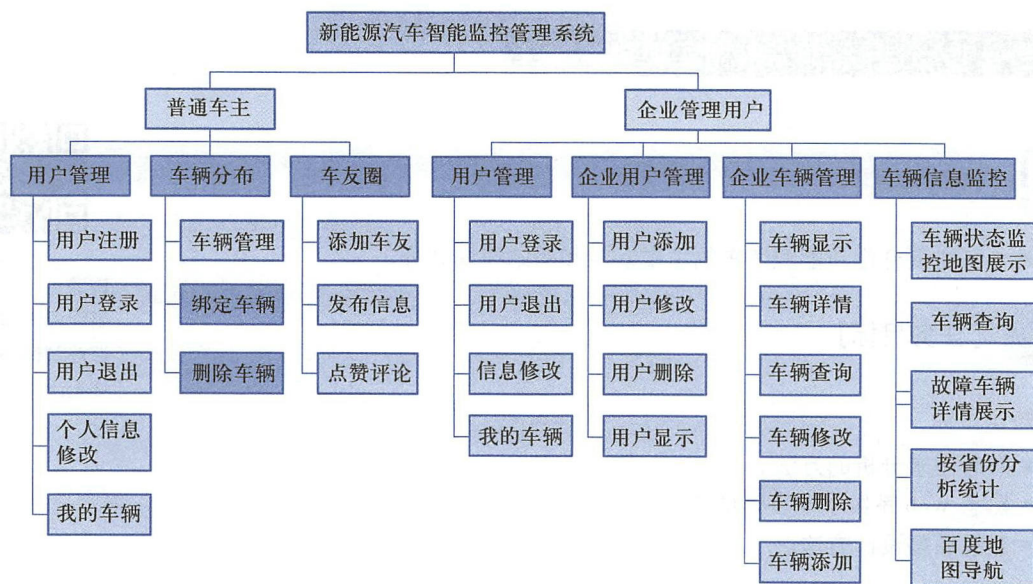 新能源汽车智能监控管理系统
普通车主
企业管理用户
用户管理
车辆分布
车友圈
用户管理
企业用户管理
企业车辆管理
车辆信息监控
用户注册
用户登录
用户退出
个人信息
修改
我的车辆
车辆管理
绑定车辆
删除车辆
添加车友
发布信息
点赞评论
用户登录
用户退出
信息修改
我的车辆
用户添加
用户修改
用户删除
用户显示
车辆显示
车辆详情
车辆查询
车辆修改
车辆删除
车辆添加
车辆状态监
控地图展示
车辆查询
故障车辆
详情展示
按省份分
析统计
百度地
图导航